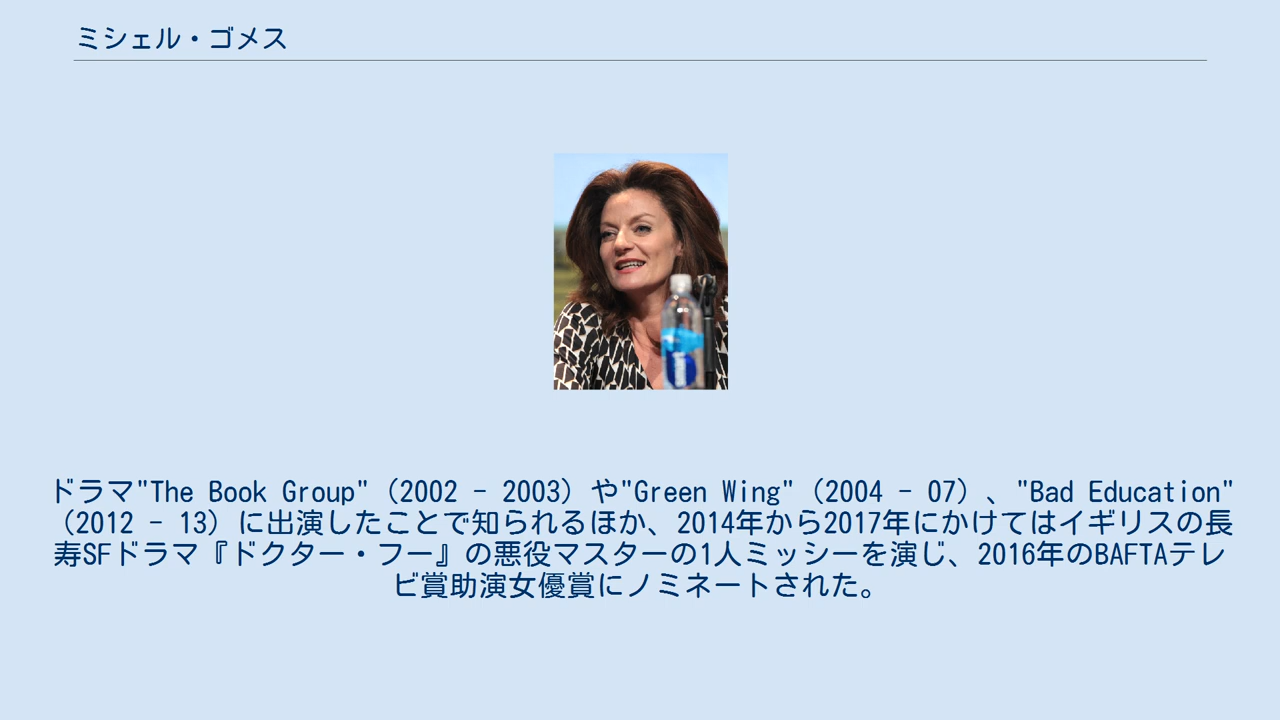 ミシェル・ゴメス
ドラマ"The Book Group"（2002 - 2003）や"Green Wing"（2004 - 07）、"Bad Education"
（2012 - 13）に出演したことで知られるほか、2014年から2017年にかけてはイギリスの長
寿SFドラマ『ドクター・フー』の悪役マスターの1人ミッシーを演じ、2016年のBAFTAテレ
ビ賞助演女優賞にノミネートされた。